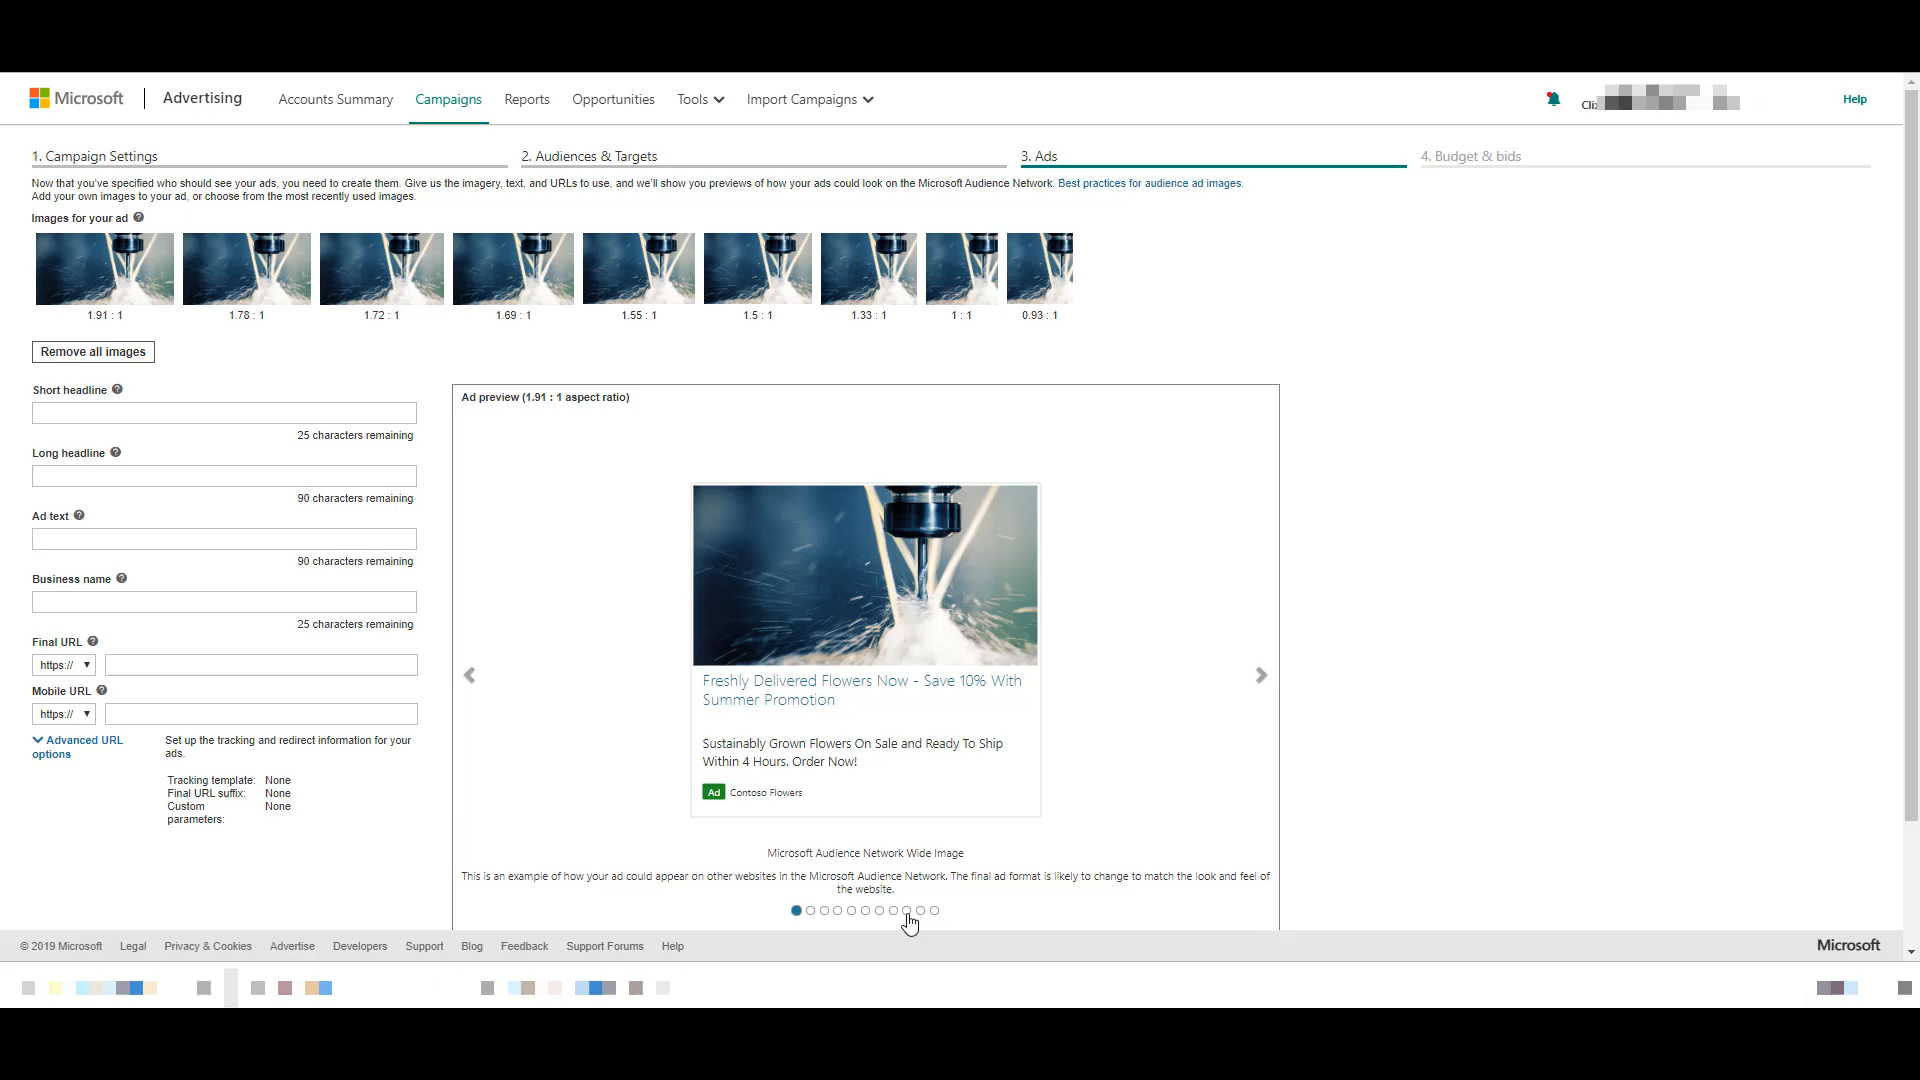 Microsoft | Advertising
Accounts Summary
Campaigns
Reports
Opportunities
Tools
Import Campaigns
Help
1. Campaign Settings
2. Audiences & Targets
3. Ads
4. Budget & bids
Now that you've specified who should see your ads, you need to create them. Give us the imagery, text, and URLs to use, and we'll show you previews of how your ads could look on the Microsoft Audience Network. Best practices for audience ad images.
Add your own images to your ad, or choose from the most recently used images.
Images for your ad
1.91 : 1
1.78 : 1
1.72 : 1
1.69 : 1
1.55 : 1
1.5 : 1
1.33 : 1
1 : 1
0.93 : 1
Remove all images
Short headline
25 characters remaining
Long headline
90 characters remaining
Ad text
90 characters remaining
Business name
25 characters remaining
Final URL
https://
Mobile URL
https://
Advanced URL
options
Set up the tracking and redirect information for your
ads.
Tracking template: None
Final URL suffix: None
Custom None
parameters:
Ad preview (1.91 : 1 aspect ratio)
Freshly Delivered Flowers Now - Save 10% With
Summer Promotion
Sustainably Grown Flowers On Sale and Ready To Ship
Within 4 Hours. Order Now!
Ad Contoso Flowers
Microsoft Audience Network Wide Image
This is an example of how your ad could appear on other websites in the Microsoft Audience Network. The final ad format is likely to change to match the look and feel of
the website.
© 2019 Microsoft
Legal
Privacy & Cookies
Advertise
Developers
Support
Blog
Feedback
Support Forums
Help
Microsoft